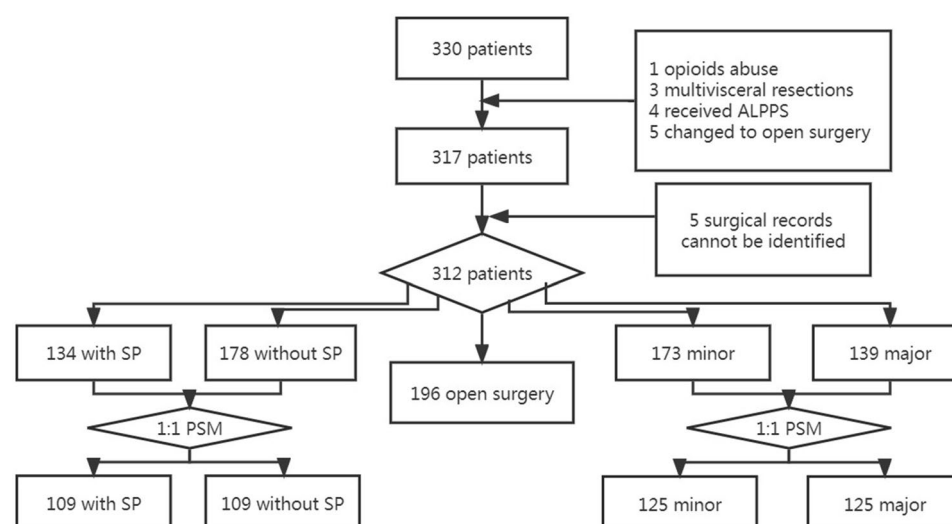 330 patients
1 opioids abuse
3 multivisceral resections
4 received ALPPS
5 changed to open surgery
317 patients
5 surgical records
cannot be identified
312 patients
134 with SP
178 without SP
173 minor
139 major
196 open surgery
1:1 PSM
1:1 PSM
109 with SP
109 without SP
125 minor
125 major